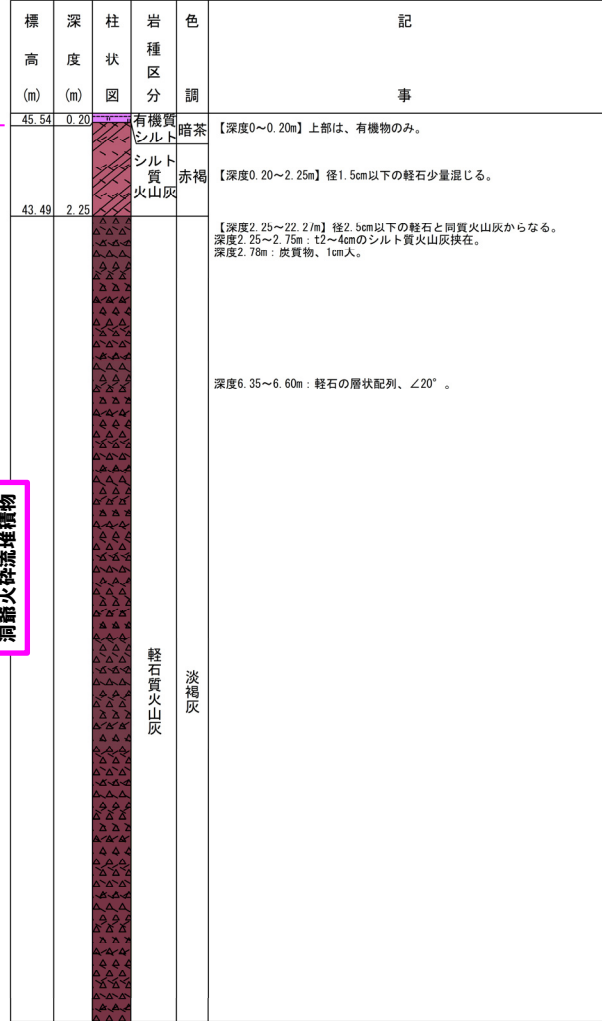 標高(m)
深度(m)
柱状図
岩種区分
色調
記事
45.54
0.20
有機質
シルト
暗茶
【深度0～0.20m】上部は、有機物のみ。
シルト
質
火山灰
赤褐
【深度0.20～2.25m】径1.5cm以下の軽石少量混じる。
43.49
2.25
【深度2.25～22.27m】径2.5cm以下の軽石と同質火山灰からなる。
深度2.25～2.75m：t2～4cmのシルト質火山灰挟在。
深度2.78m：炭質物、1cm大。
深度6.35～6.60m：軽石の層状配列、∠20°。
洞爺火砕流堆積物
軽石質火山灰
淡褐灰